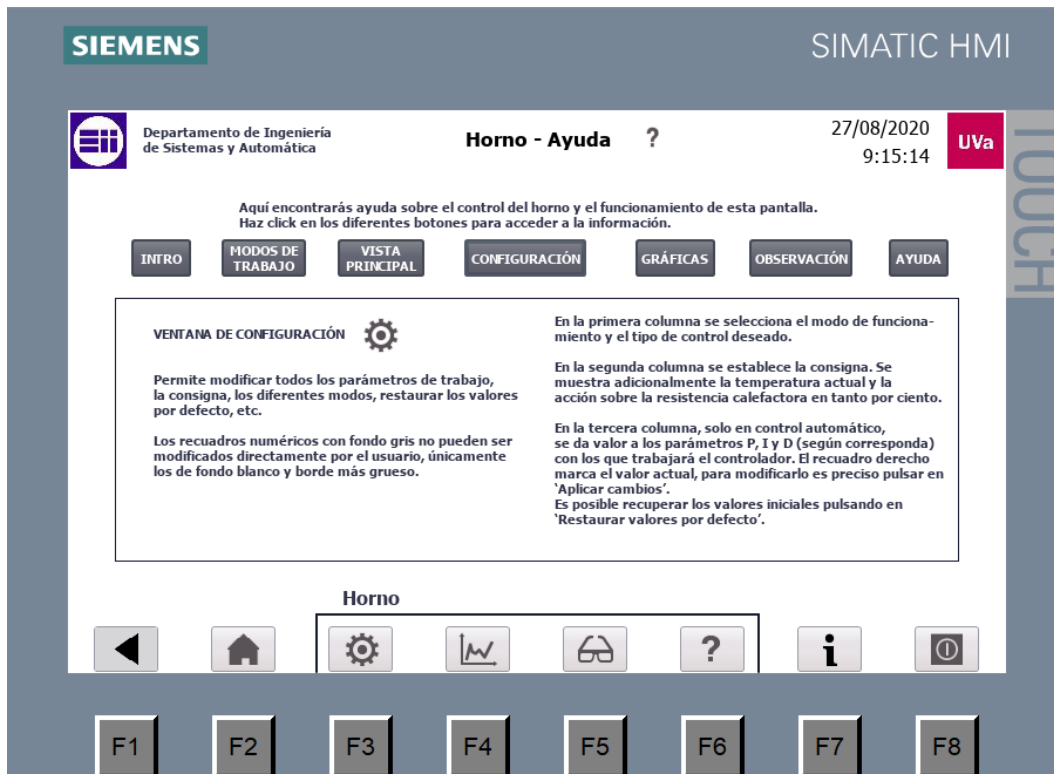 SIEMENS
SIMATIC HMI
TOUCH
Departamento de Ingeniería
de Sistemas y Automática
Horno - Ayuda ?
27/08/2020
9:15:14
UVa
Aquí encontrarás ayuda sobre el control del horno y el funcionamiento de esta pantalla.
Haz click en los diferentes botones para acceder a la información.
INTRO
MODOS DE
TRABAJO
VISTA
PRINCIPAL
CONFIGURACIÓN
GRÁFICAS
OBSERVACIÓN
AYUDA
VENTANA DE CONFIGURACIÓN
Permite modificar todos los parámetros de trabajo,
la consigna, los diferentes modos, restaurar los valores
por defecto, etc.
Los recuadros numéricos con fondo gris no pueden ser
modificados directamente por el usuario, únicamente
los de fondo blanco y borde más grueso.
En la primera columna se selecciona el modo de funciona-
miento y el tipo de control deseado.
En la segunda columna se establece la consigna. Se
muestra adicionalmente la temperatura actual y la
acción sobre la resistencia calefactora en tanto por ciento.
En la tercera columna, solo en control automático,
se da valor a los parámetros P, I y D (según corresponda)
con los que trabajará el controlador. El recuadro derecho
marca el valor actual, para modificarlo es preciso pulsar en
'Aplicar cambios'.
Es posible recuperar los valores iniciales pulsando en
'Restaurar valores por defecto'.
Horno
?
i
F1
F2
F3
F4
F5
F6
F7
F8